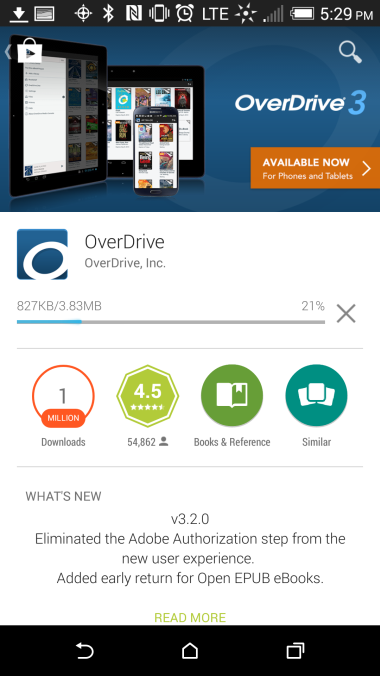 LTE 5:29 PM
OverDrive 3
AVAILABLE NOW
For Phones and Tablets
OverDrive
OverDrive, Inc.
827KB/3.83MB 21%
1
MILLION
4.5
Downloads
54,862
Books & Reference
Similar
WHAT'S NEW
v3.2.0
Eliminated the Adobe Authorization step from the
new user experience.
Added early return for Open EPUB eBooks.
READ MORE